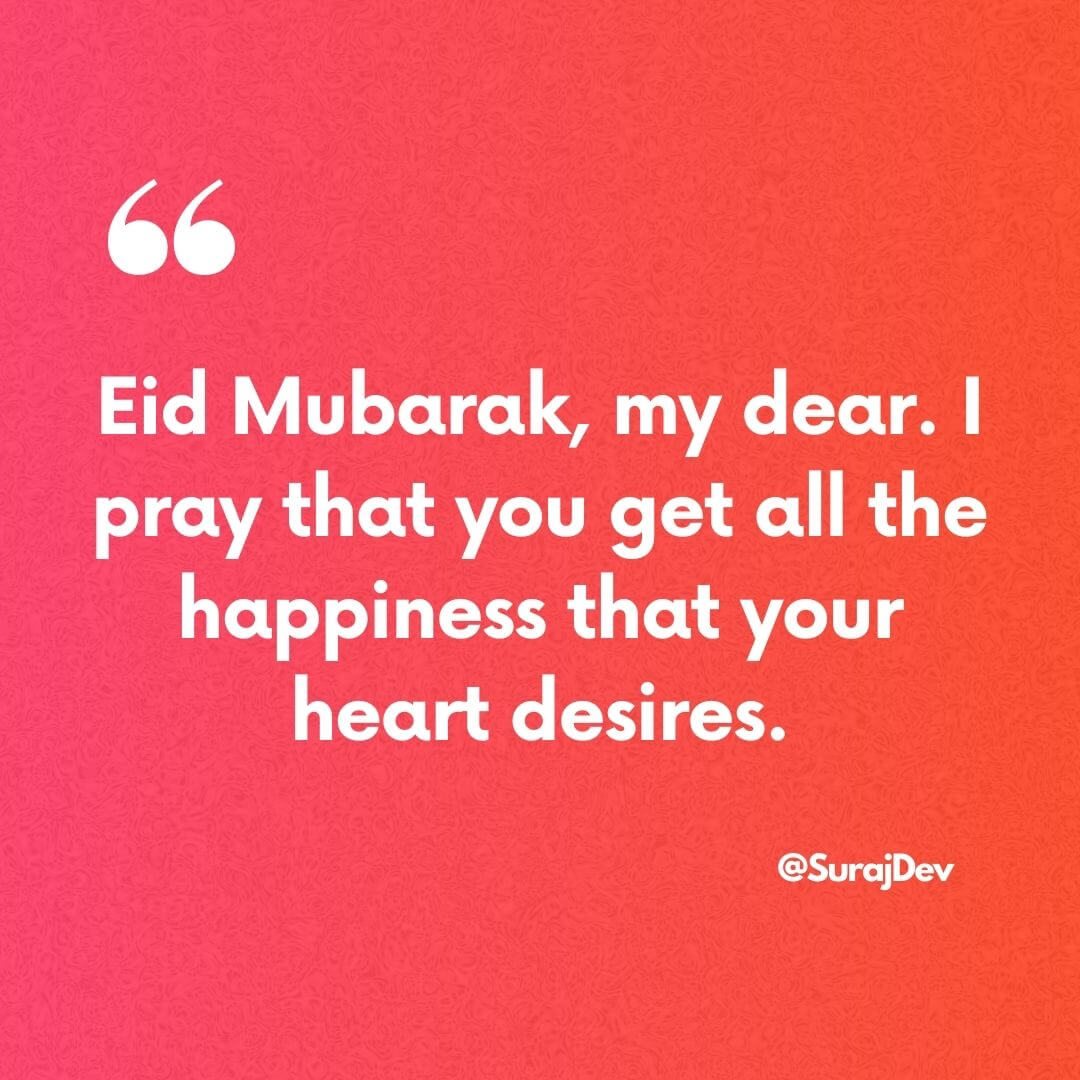 “
Eid Mubarak, my dear. I
pray that you get all the
happiness that your
heart desires.
@SurajDev